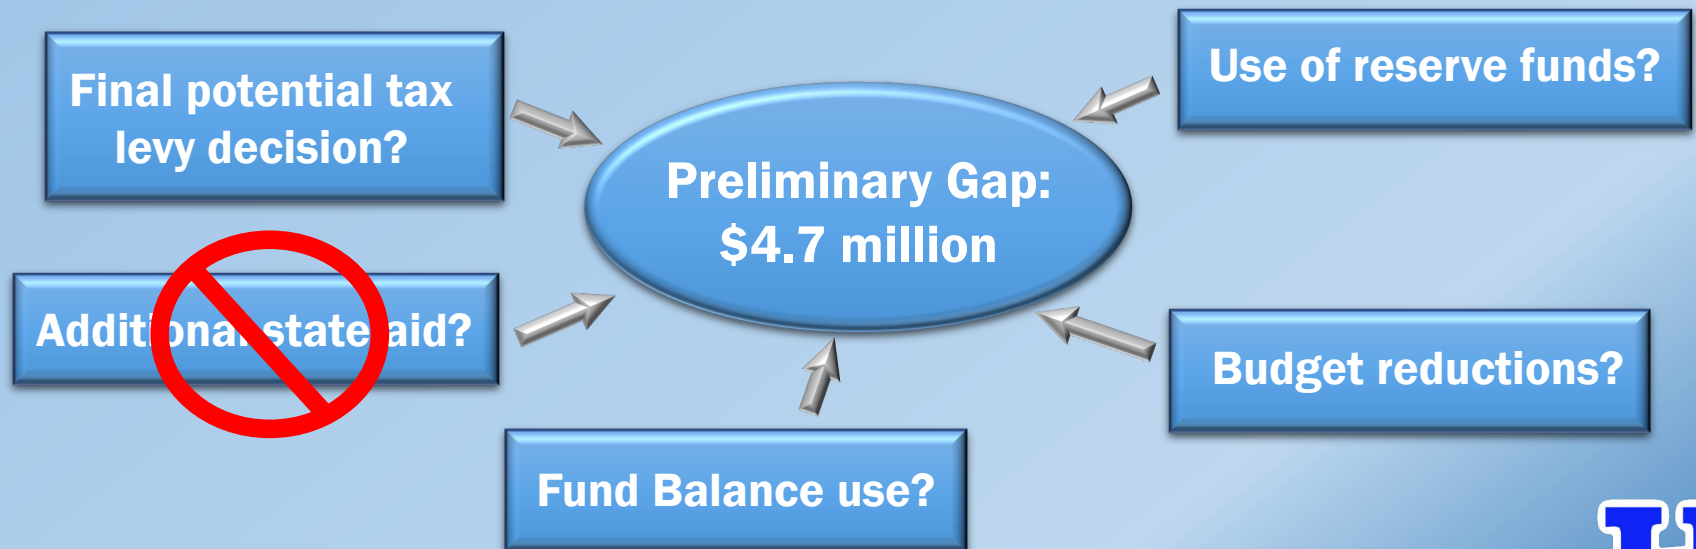 Final potential tax
levy decision?
Use of reserve funds?
Preliminary Gap:
$4.7 million
Additional state aid?
Budget reductions?
Fund Balance use?